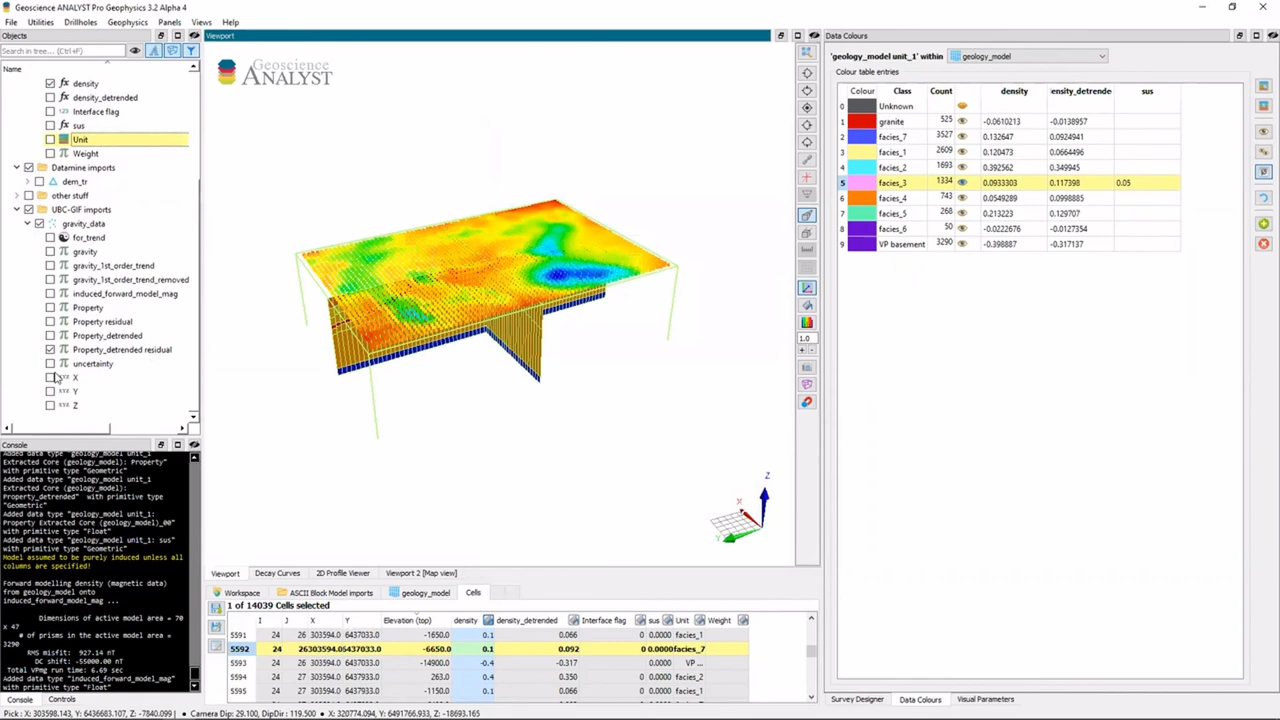 Geoscience ANALYST Pro Geophysics 3.2 Alpha 4
File Utilities Drillholes Geophysics Panels Views Help
Objects
Search in tree... (Ctrl+F)
Name
density
density_detrended
Interface flag
sus
Unit
Weight
Datamine imports
dem_tr
other stuff
UBC-GIF imports
gravity_data
for_trend
gravity
gravity_1st_order_trend
gravity_1st_order_trend_removed
induced_forward_model_mag
Property
Property residual
Property_detrended
Property_detrended residual
uncertainty
X
Y
Z
Console
Added data "geology_model unit_1
Extracted Core (geology_model): Property"
with primitive type "Geometric"
Added data "geology_model unit_1
Extracted Core (geology_model):
Property_detrended" with primitive type
"Geometric"
Added data "geology_model unit_1:
Property Extracted Core (geology_model)_00"
with primitive type "Float"
Added data "geology_model unit_1: sus"
with primitive type "Geometric"
Model assumed to be purely induced unless all
columns are specified!
Forward modelling density (magnetic data)
from geology_model onto
induced_forward_model_mag ...
Dimensions of active model area = 70
X 47
# of prisms in the active model area =
3290
RMS misfit: 927.14 nT
DC shift: -55000.00 nT
Total VPmg run time: 6.69 sec
Added data "induced_forward_model_mag"
with primitive type "Float"
Console Controls
Viewport
Geoscience
ANALYST
Z
X
Y
1.0
Viewport Decay Curves 2D Profile Viewer Viewport 2 [Map view]
Workspace ASCII Block Model imports geology_model Cells
1 of 14039 Cells selected
I J X Y Elevation (top) density density_detrended Interface flag sus Unit Weight
5591 24 26 303594.0 6437033.0 -1650.0 0.1 0.066 0 0.0000 facies_1
5592 24 26303594.06437033.0 -6650.0 0.1 0.092 0 0.0000facies_7
5593 24 26 303594.0 6437033.0 -14900.0 -0.4 -0.317 0 0.0000 VP ...
5594 24 27 303594.0 6437033.0 263.0 0.4 0.350 0 0.0000 facies_2
5595 24 27 303594.0 6437033.0 -1150.0 0.1 0.066 0 0.0000 facies_1
Data Colours
'geology_model unit_1' within geology_model
Colour table entries
Colour Class Count density ensity_detrende sus
0 Unknown
1 granite 525 -0.0610213 -0.0138957
2 facies_7 3527 0.132647 0.0924941
3 facies_1 2609 0.120473 0.0664496
4 facies_2 1693 0.392562 0.349945
5 facies_3 1334 0.0933303 0.117398 0.05
6 facies_4 743 0.0549289 0.0998885
7 facies_5 268 0.213223 0.129707
8 facies_6 50 -0.0222676 -0.0127354
9 VP basement 3290 -0.398887 -0.317137
Survey Designer Data Colours Visual Parameters
Pick : X: 303598.143, Y: 6436683.107, Z: -7840.099 | Camera Dip: 29.100, DipDir : 119.500 | Location : X: 320774.094, Y: 6491766.933, Z: -18693.165